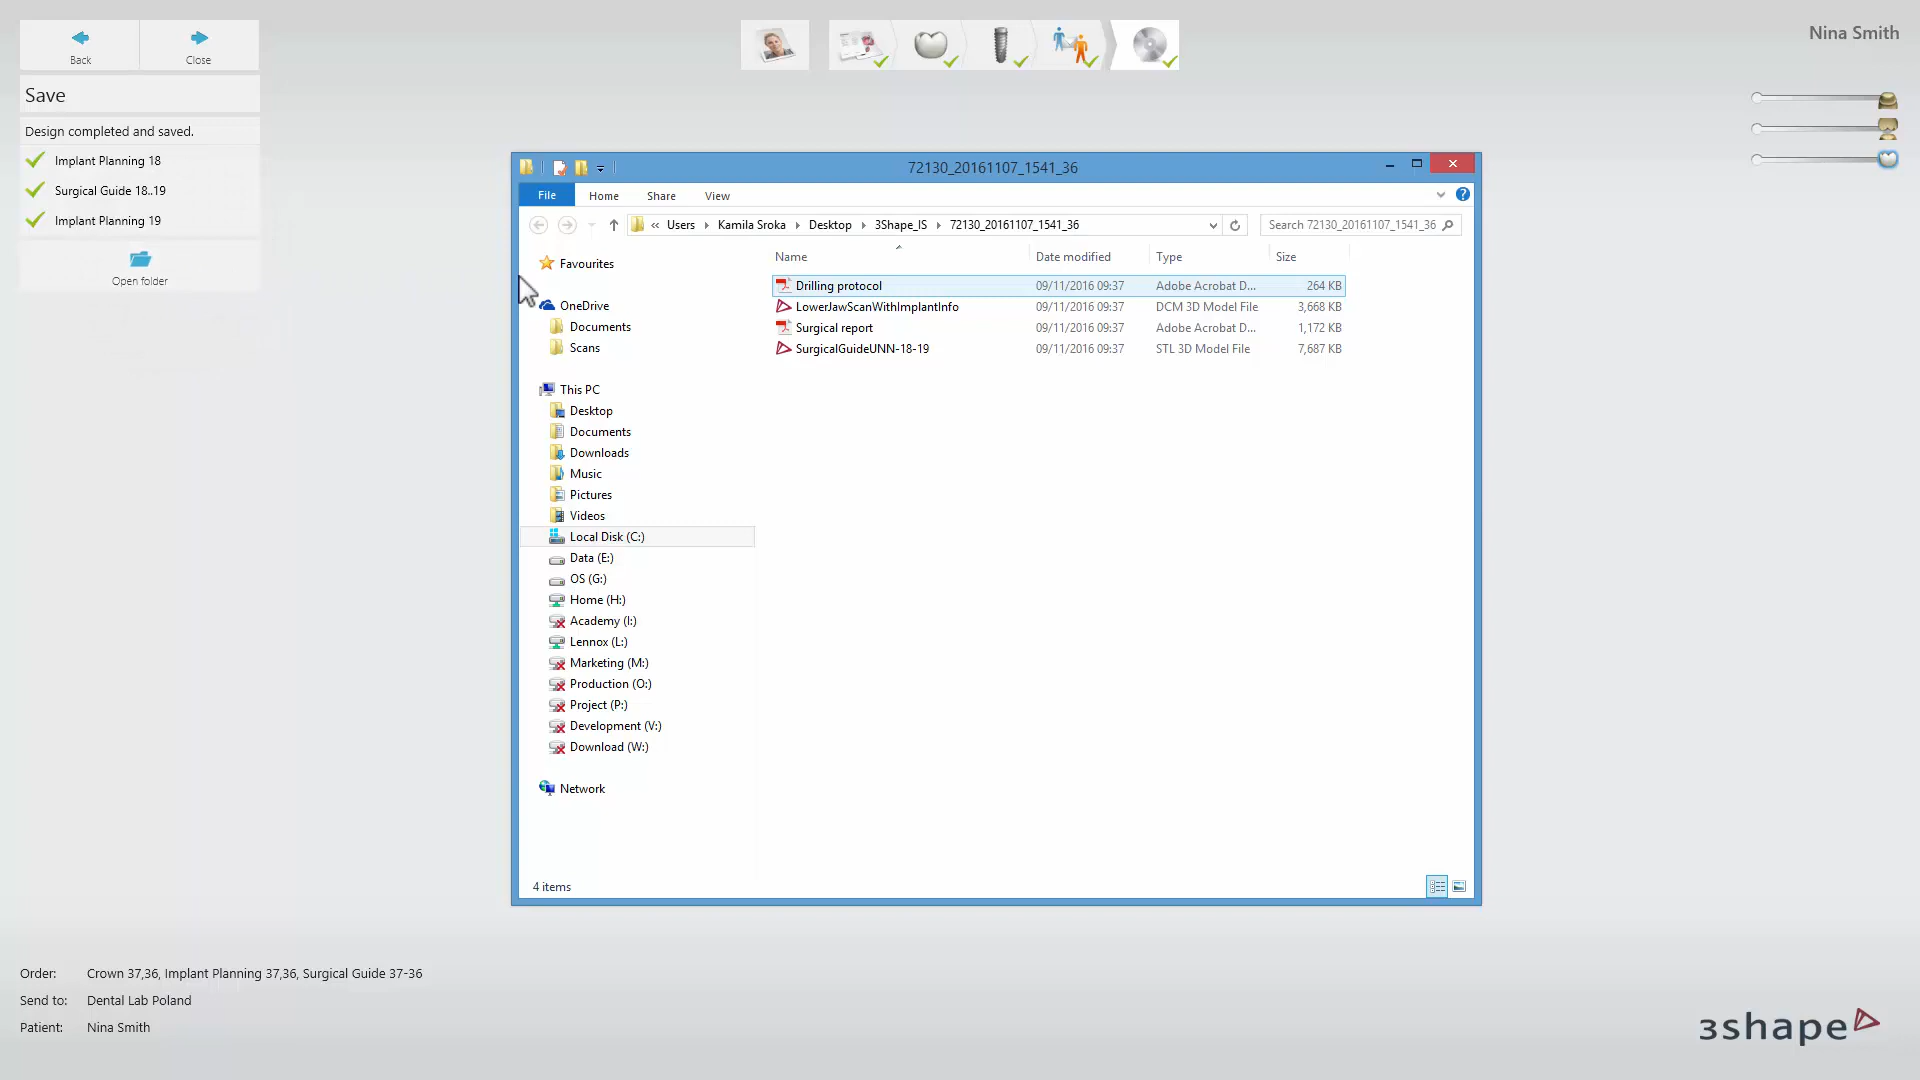 Back
Close
Nina Smith
Save
Design completed and saved.
Implant Planning 18
Surgical Guide 18..19
Implant Planning 19
Open folder
72130_20161107_1541_36
File Home Share View
« Users Kamila Sroka Desktop 3Shape_IS 72130_20161107_1541_36
Search 72130_20161107_1541_36
Name Date modified Type Size
Drilling protocol 09/11/2016 09:37 Adobe Acrobat D... 264 KB
LowerJawScanWithImplantInfo 09/11/2016 09:37 DCM 3D Model File 3,668 KB
Surgical report 09/11/2016 09:37 Adobe Acrobat D... 1,172 KB
SurgicalGuideUNN-18-19 09/11/2016 09:37 STL 3D Model File 7,687 KB
Favourites
OneDrive
Documents
Scans
This PC
Desktop
Documents
Downloads
Music
Pictures
Videos
Local Disk (C:)
Data (E:)
OS (G:)
Home (H:)
Academy (I:)
Lennox (L:)
Marketing (M:)
Production (O:)
Project (P:)
Development (V:)
Download (W:)
Network
4 items
Order: Crown 37,36, Implant Planning 37,36, Surgical Guide 37-36
Send to: Dental Lab Poland
Patient: Nina Smith
3shape